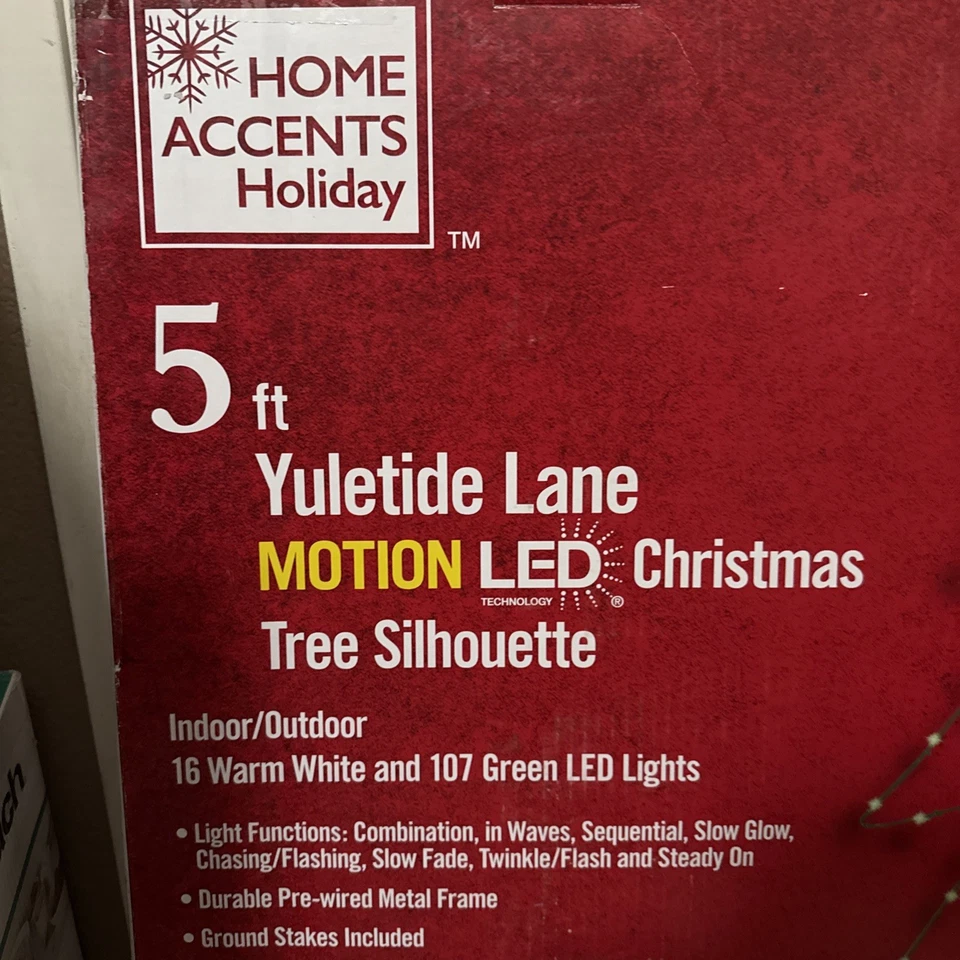 HOME
ACCENTS
Holiday
TM
5 ft
Yuletide Lane
MOTION LED Christmas
TECHNOLOGY ®
Tree Silhouette
Indoor/Outdoor
16 Warm White and 107 Green LED Lights
• Light Functions: Combination, in Waves, Sequential, Slow Glow,
Chasing/Flashing, Slow Fade, Twinkle/Flash and Steady On
• Durable Pre-wired Metal Frame
• Ground Stakes Included